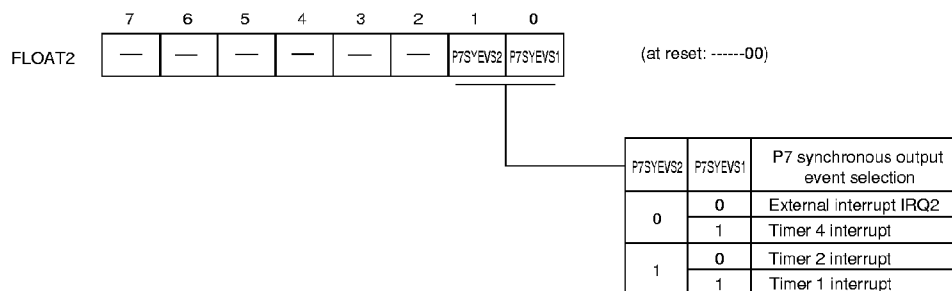 7 6 5 4 3 2 1 0
FLOAT2 — — — — — — P7SYEVS2 P7SYEVS1 (at reset: ------00)
P7SYEVS2 P7SYEVS1 P7 synchronous output
event selection
0 0 External interrupt IRQ2
1 Timer 4 interrupt
1 0 Timer 2 interrupt
1 Timer 1 interrupt